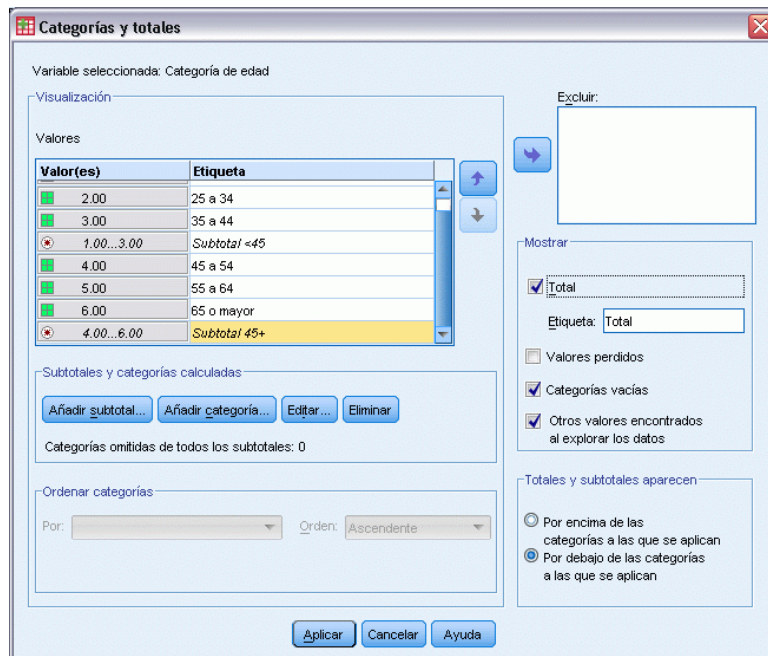 Categorías y totales
Variable seleccionada: Categoría de edad
Visualización
Valores
Valor(es) Etiqueta
2.00 25 a 34
3.00 35 a 44
1.00...3.00 Subtotal <45
4.00 45 a 54
5.00 55 a 64
6.00 65 o mayor
4.00...6.00 Subtotal 45+
Subtotales y categorías calculadas
Añadir subtotal... Añadir categoría... Editar... Eliminar
Categorías omitidas de todos los subtotales: 0
Ordenar categorías
Por: Orden: Ascendente
Excluir:
Mostrar
Total
Etiqueta: Total
Valores perdidos
Categorías vacías
Otros valores encontrados
al explorar los datos
Totales y subtotales aparecen
Por encima de las
categorías a las que se aplican
Por debajo de las categorías
a las que se aplican
Aplicar Cancelar Ayuda